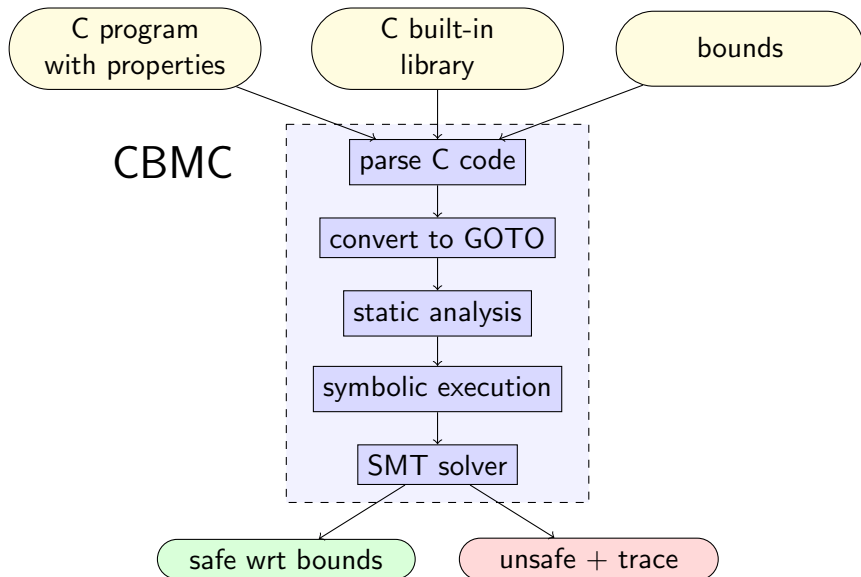 C program
with properties
C built-in
library
bounds
CBMC
parse C code
convert to GOTO
static analysis
symbolic execution
SMT solver
safe wrt bounds
unsafe + trace